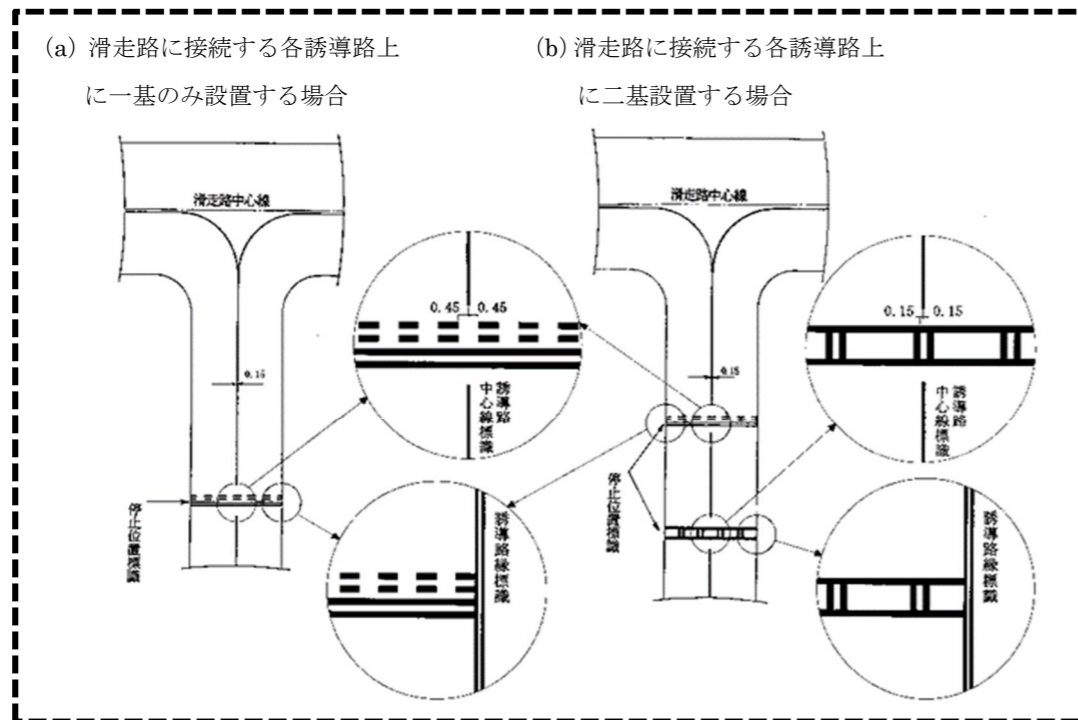 (a) 滑走路に接続する各誘導路上
に一基のみ設置する場合
(b) 滑走路に接続する各誘導路上
に二基設置する場合
滑走路中心線
0.45 0.45
0.15
誘導路
中心線標識
停止位置標識
誘導路縁標識
滑走路中心線
0.15 0.15
0.15
誘導路
中心線標識
停止位置標識
誘導路縁標識